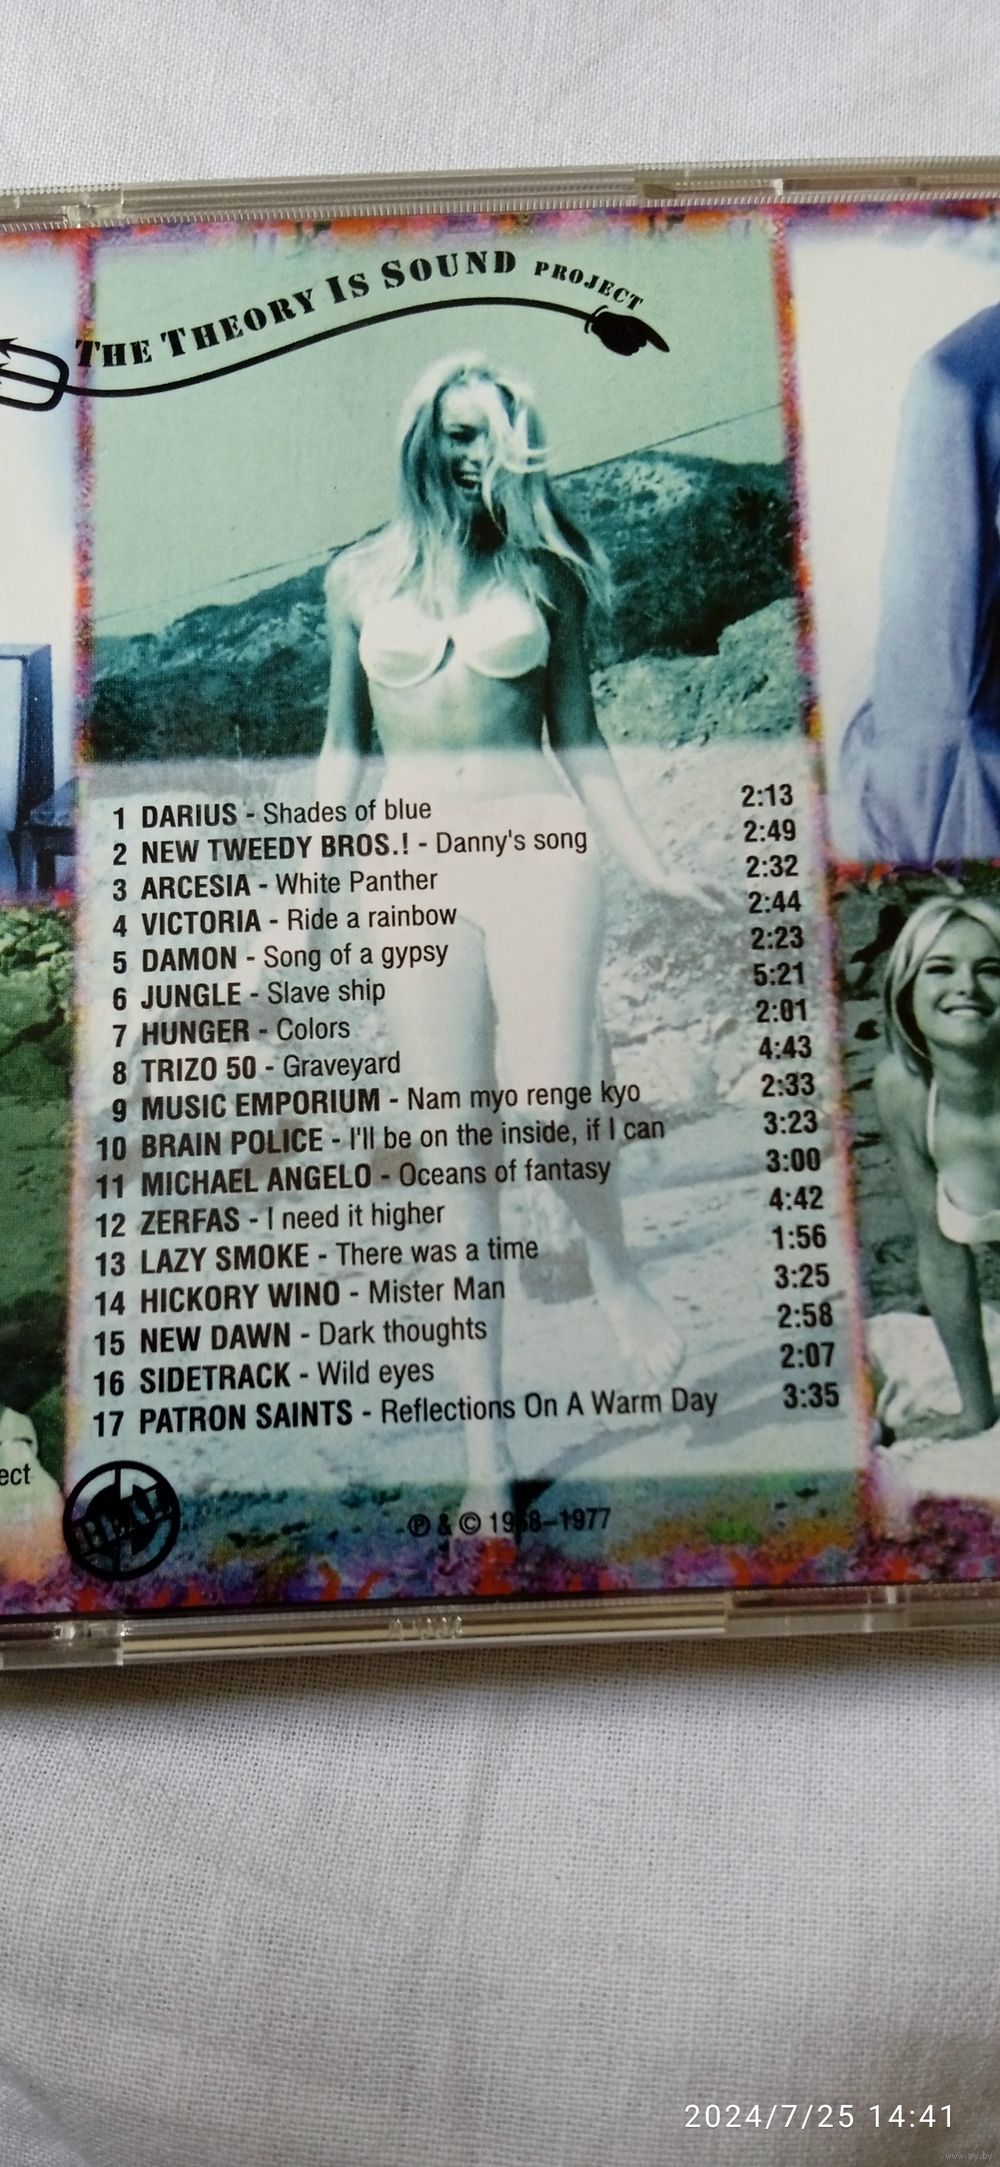 THE THEORY IS SOUND PROJECT
1 DARIUS - Shades of blue 2:13
2 NEW TWEEDY BROS.! - Danny's song 2:49
3 ARCESIA - White Panther 2:32
4 VICTORIA - Ride a rainbow 2:44
5 DAMON - Song of a gypsy 2:23
6 JUNGLE - Slave ship 5:21
7 HUNGER - Colors 2:01
8 TRIZO 50 - Graveyard 4:43
9 MUSIC EMPORIUM - Nam myo renge kyo 2:33
10 BRAIN POLICE - I'll be on the inside, if I can 3:23
11 MICHAEL ANGELO - Oceans of fantasy 3:00
12 ZERFAS - I need it higher 4:42
13 LAZY SMOKE - There was a time 1:56
14 HICKORY WINO - Mister Man 3:25
15 NEW DAWN - Dark thoughts 2:58
16 SIDETRACK - Wild eyes 2:07
17 PATRON SAINTS - Reflections On A Warm Day 3:35
ect
REAL
℗ & © 1968–1977
2024/7/25 14:41
www.ay.by